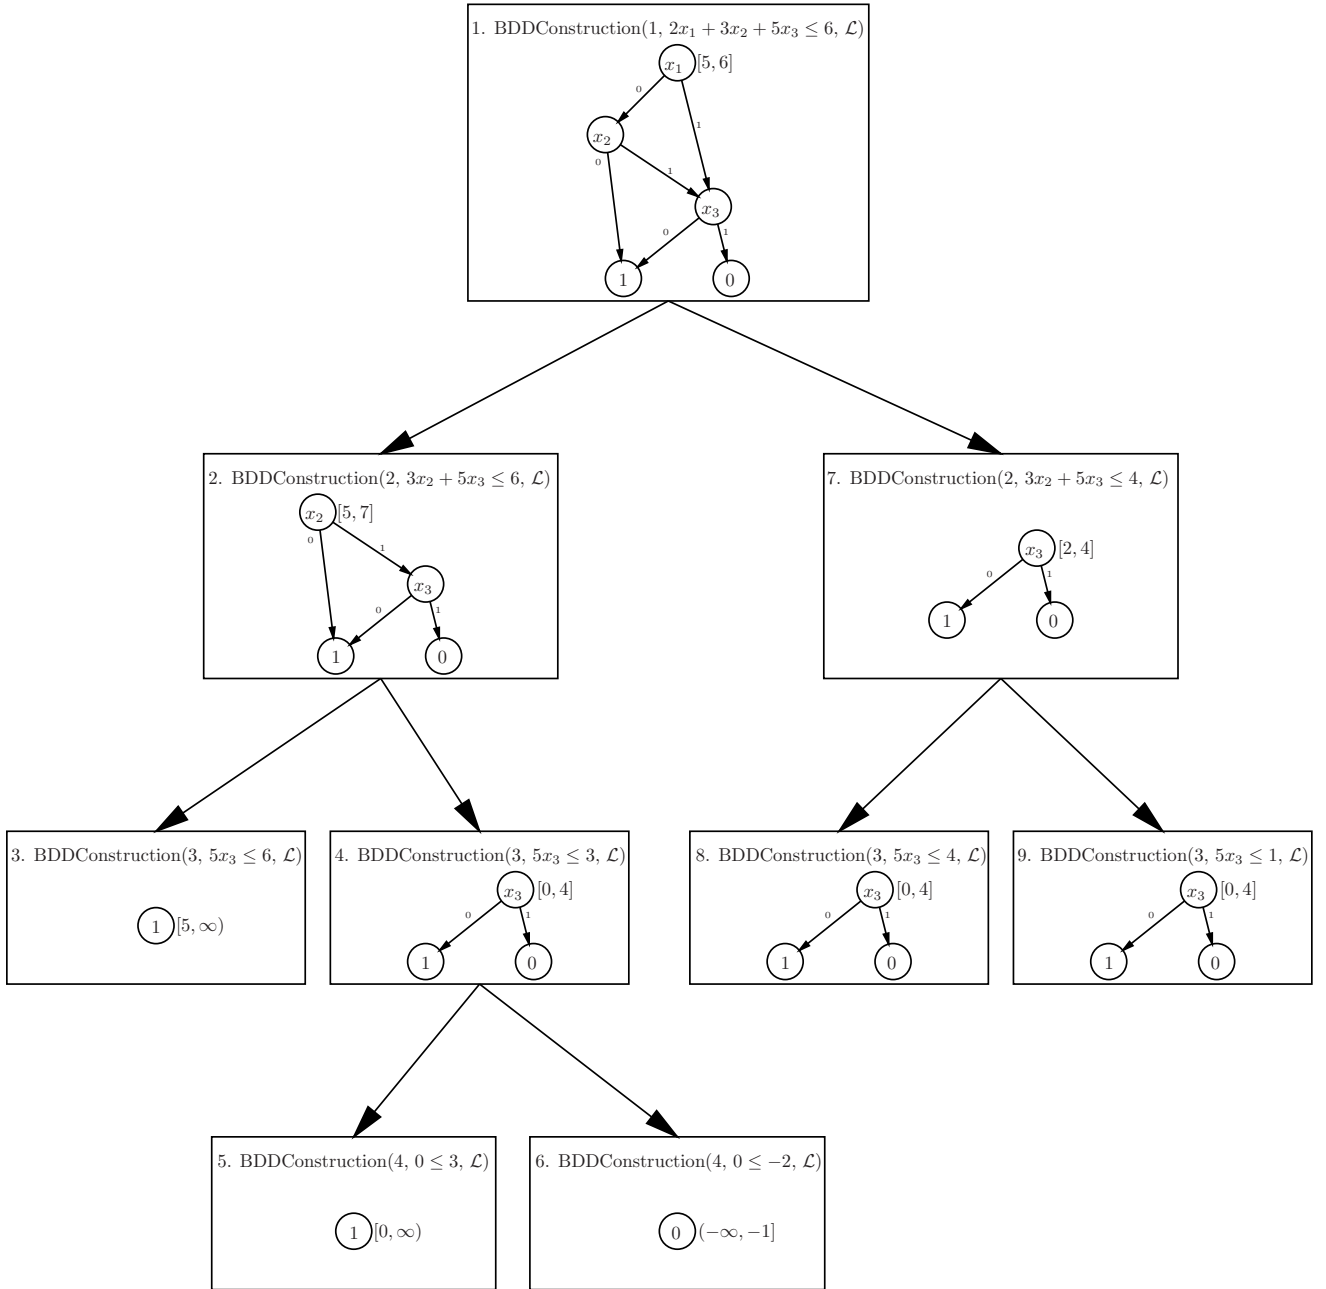 1. BDDConstruction(1, 2x₁ + 3x₂ + 5x₃ ≤ 6, ℒ)
x₁ [5, 6]
0
1
x₂
0
1
x₃
0
1
1
0
2. BDDConstruction(2, 3x₂ + 5x₃ ≤ 6, ℒ)
x₂ [5, 7]
0
1
x₃
0
1
1
0
7. BDDConstruction(2, 3x₂ + 5x₃ ≤ 4, ℒ)
x₃ [2, 4]
0
1
1
0
3. BDDConstruction(3, 5x₃ ≤ 6, ℒ)
1 [5, ∞)
4. BDDConstruction(3, 5x₃ ≤ 3, ℒ)
x₃ [0, 4]
0
1
1
0
8. BDDConstruction(3, 5x₃ ≤ 4, ℒ)
x₃ [0, 4]
0
1
1
0
9. BDDConstruction(3, 5x₃ ≤ 1, ℒ)
x₃ [0, 4]
0
1
1
0
5. BDDConstruction(4, 0 ≤ 3, ℒ)
1 [0, ∞)
6. BDDConstruction(4, 0 ≤ −2, ℒ)
0 (−∞, −1]